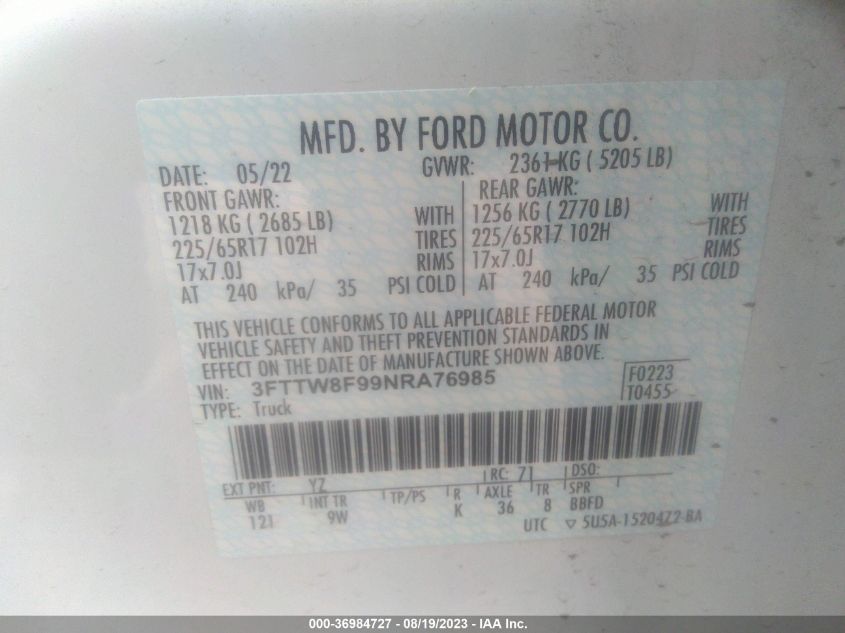 MFD. BY FORD MOTOR CO.
DATE: 05/22 GVWR: 2361 KG ( 5205 LB)
FRONT GAWR: REAR GAWR:
1218 KG ( 2685 LB) WITH 1256 KG ( 2770 LB) WITH
225/65R17 102H TIRES 225/65R17 102H TIRES
17x7.0J RIMS 17x7.0J RIMS
AT 240 kPa/ 35 PSI COLD AT 240 kPa/ 35 PSI COLD
THIS VEHICLE CONFORMS TO ALL APPLICABLE FEDERAL MOTOR
VEHICLE SAFETY AND THEFT PREVENTION STANDARDS IN
EFFECT ON THE DATE OF MANUFACTURE SHOWN ABOVE.
VIN: 3FTTW8F99NRA76985 F0223
TYPE: Truck T0455
EXT PNT: YZ RC: 71 DSO:
WB INT TR TP/PS R AXLE TR SPR
121 9W K 36 8 BBFD
UTC ▽ 5U5A-1520472-BA
000-36984727 - 08/19/2023 - IAA Inc.